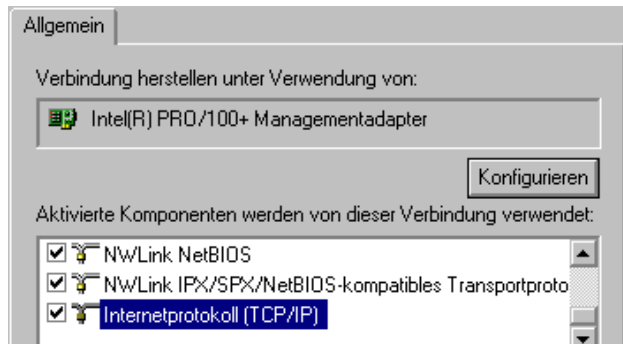 Allgemein
Verbindung herstellen unter Verwendung von:
Intel(R) PRO/100+ Managementadapter
Konfigurieren
Aktivierte Komponenten werden von dieser Verbindung verwendet:
NWLink NetBIOS
NWLink IPX/SPX/NetBIOS-kompatibles Transportproto
Internetprotokoll (TCP/IP)